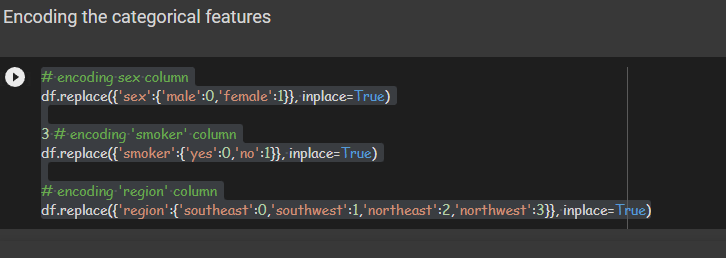 Encoding the categorical features
# encoding sex column
df.replace({'sex':{'male':0,'female':1}}, inplace=True)
3 # encoding 'smoker' column
df.replace({'smoker':{'yes':0,'no':1}}, inplace=True)
# encoding 'region' column
df.replace({'region':{'southeast':0,'southwest':1,'northeast':2,'northwest':3}}, inplace=True)